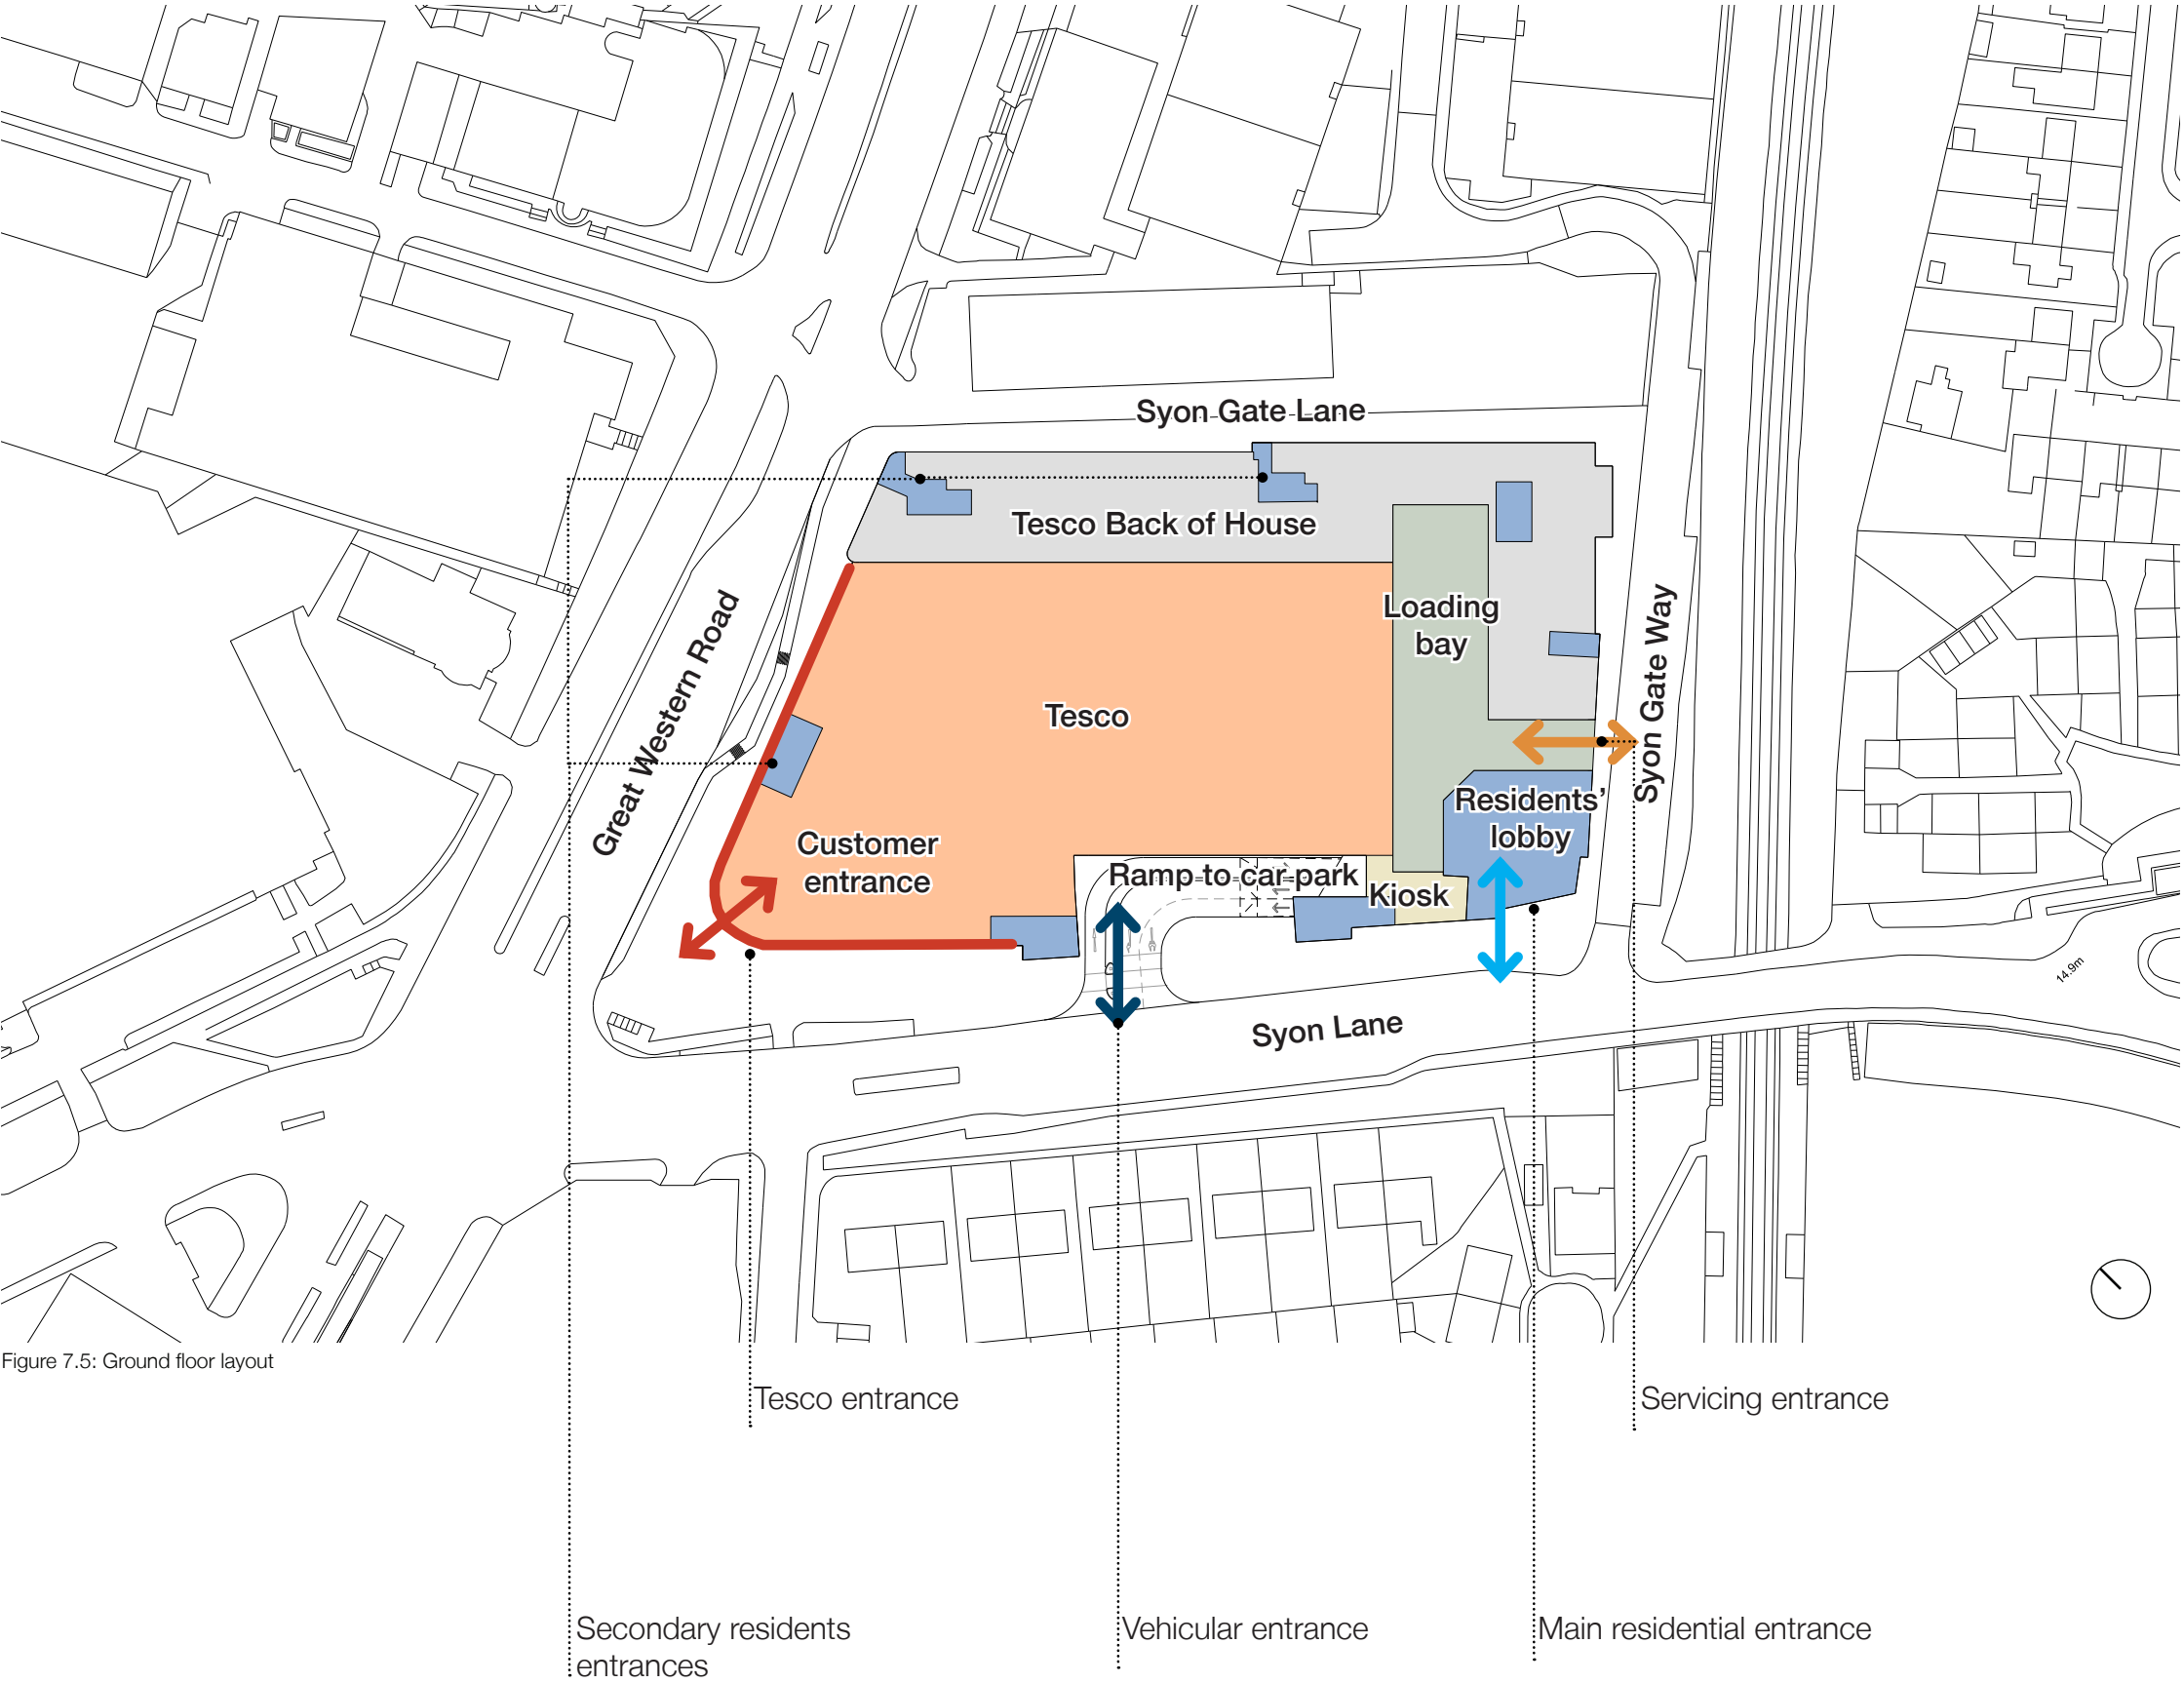 Syon Gate Lane
Tesco Back of House
Loading
bay
Great Western Road
Syon Gate Way
Tesco
Residents'
lobby
Customer
entrance
Ramp to car park
Kiosk
14.9m
Syon Lane
Figure 7.5: Ground floor layout
Tesco entrance
Servicing entrance
Secondary residents
entrances
Vehicular entrance
Main residential entrance